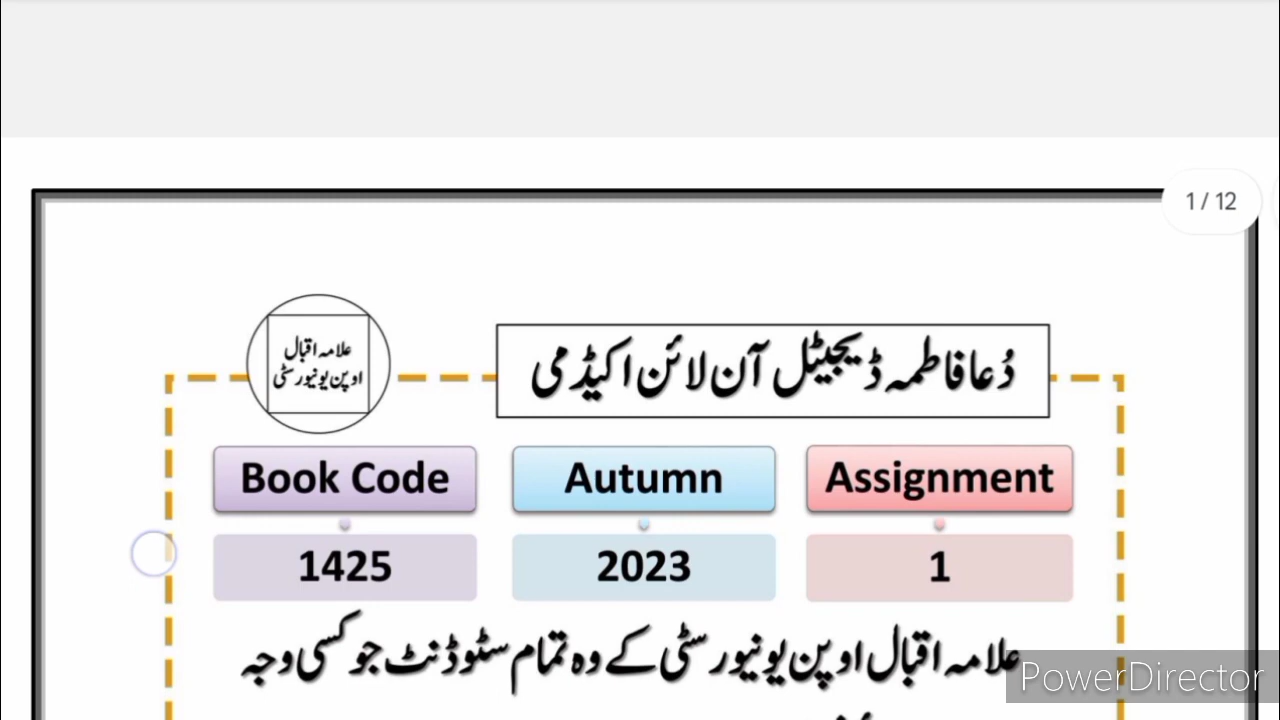 1 / 12
علامہ اقبال
اوپن یونیورسٹی
دُعا فاطمہ ڈیجیٹل آن لائن اکیڈمی
Book Code Autumn Assignment
1425 2023 1
علامہ اقبال اوپن یونیورسٹی کے وہ تمام سٹوڈنٹ جو کسی وجہ
PowerDirector